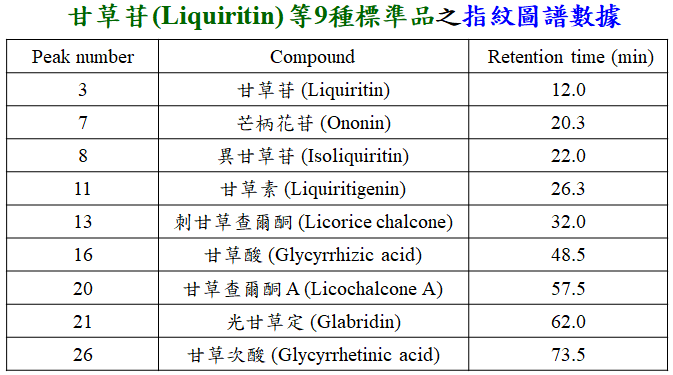 甘草苷(Liquiritin)等9種標準品之指紋圖譜數據
Peak number Compound Retention time (min)
3 甘草苷 (Liquiritin) 12.0
7 芒柄花苷 (Ononin) 20.3
8 異甘草苷 (Isoliquiritin) 22.0
11 甘草素 (Liquiritigenin) 26.3
13 刺甘草查爾酮 (Licorice chalcone) 32.0
16 甘草酸 (Glycyrrhizic acid) 48.5
20 甘草查爾酮 A (Licochalcone A) 57.5
21 光甘草定 (Glabridin) 62.0
26 甘草次酸 (Glycyrrhetinic acid) 73.5